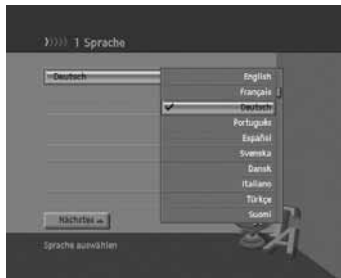 1 Sprache
Deutsch
English
Français
Deutsch
Português
Español
Svenska
Dansk
Italiano
Türkçe
Suomi
Nächstes
Sprache auswählen